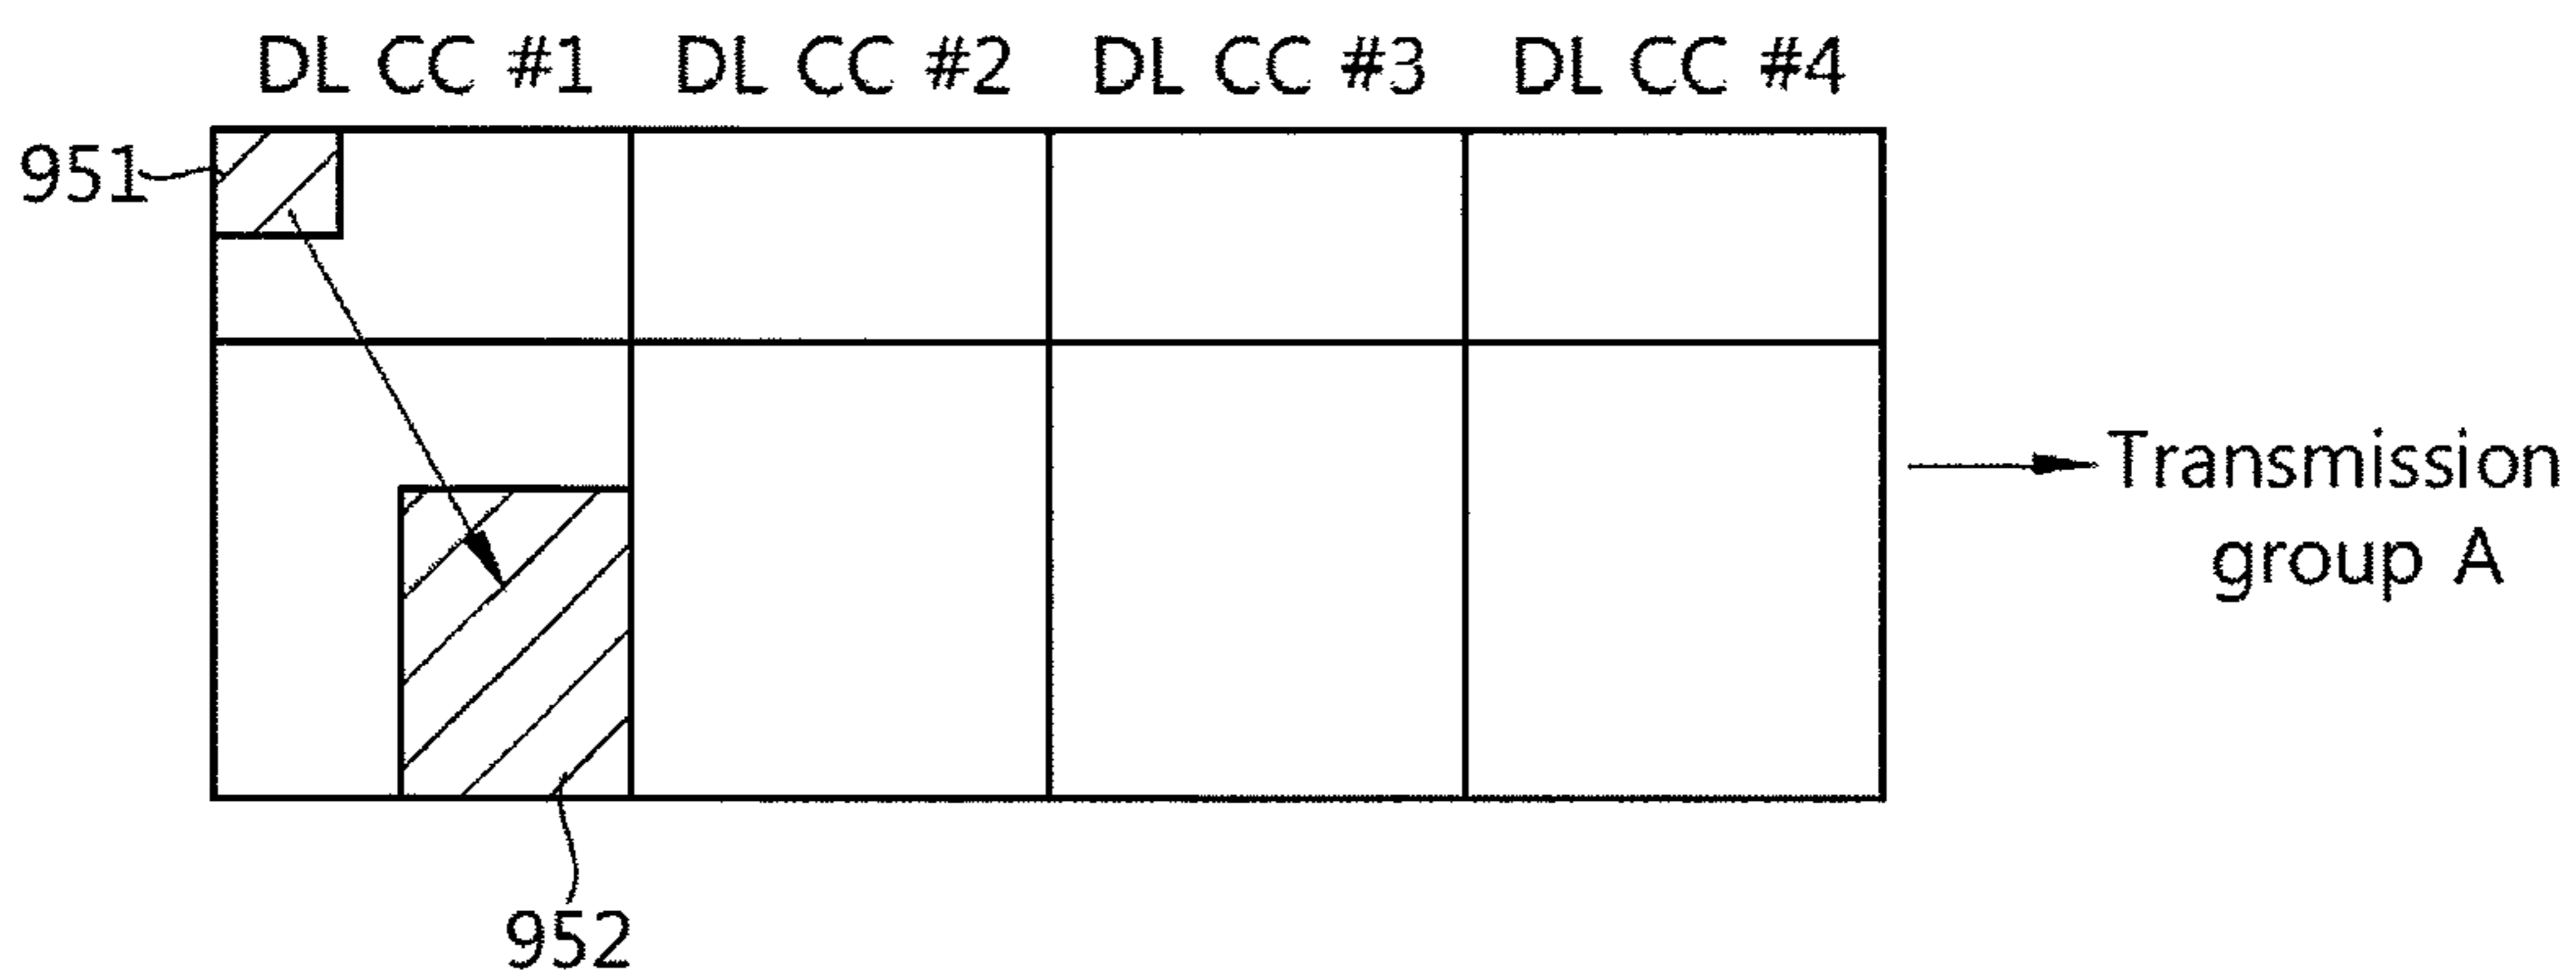 DL CC #1 DL CC #2 DL CC #3 DL CC #4
951
Transmission
group A
952